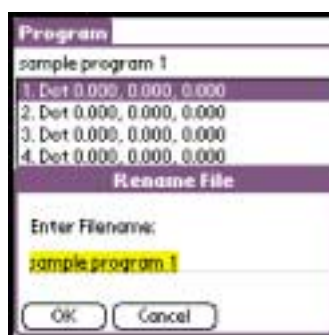 Program
sample program 1
1. Dot 0.000, 0.000, 0.000
2. Dot 0.000, 0.000, 0.000
3. Dot 0.000, 0.000, 0.000
4. Dot 0.000, 0.000, 0.000
Rename File
Enter Filename:
sample program 1
OK Cancel